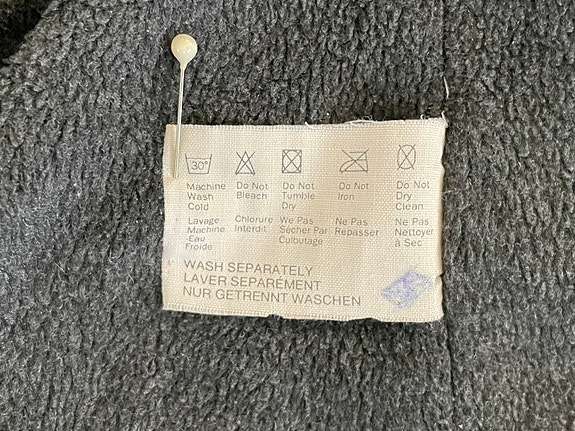 30°
Machine Wash Cold
Do Not Bleach
Do Not Tumble Dry
Do Not Iron
Do Not Dry Clean
Lavage Machine Eau Froide
Chlorure Interdit
We Pas Sécher Par Culbutage
Ne Pas Repasser
Ne Pas Nettoyer à Sec
WASH SEPARATELY
LAVER SEPARÉMENT
NUR GETRENNT WASCHEN